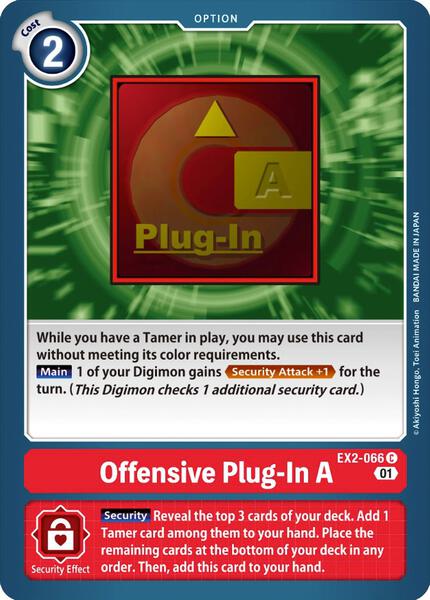 OPTION
Cost
2
A
Plug-In
While you have a Tamer in play, you may use this card
without meeting its color requirements.
Main 1 of your Digimon gains Security Attack +1 for the
turn. (This Digimon checks 1 additional security card.)
©Akiyoshi Hongo, Toei Animation BANDAI MADE IN JAPAN
EX2-066 C
Offensive Plug-In A
01
Security Reveal the top 3 cards of your deck. Add 1
Tamer card among them to your hand. Place the
remaining cards at the bottom of your deck in any
order. Then, add this card to your hand.
Security Effect